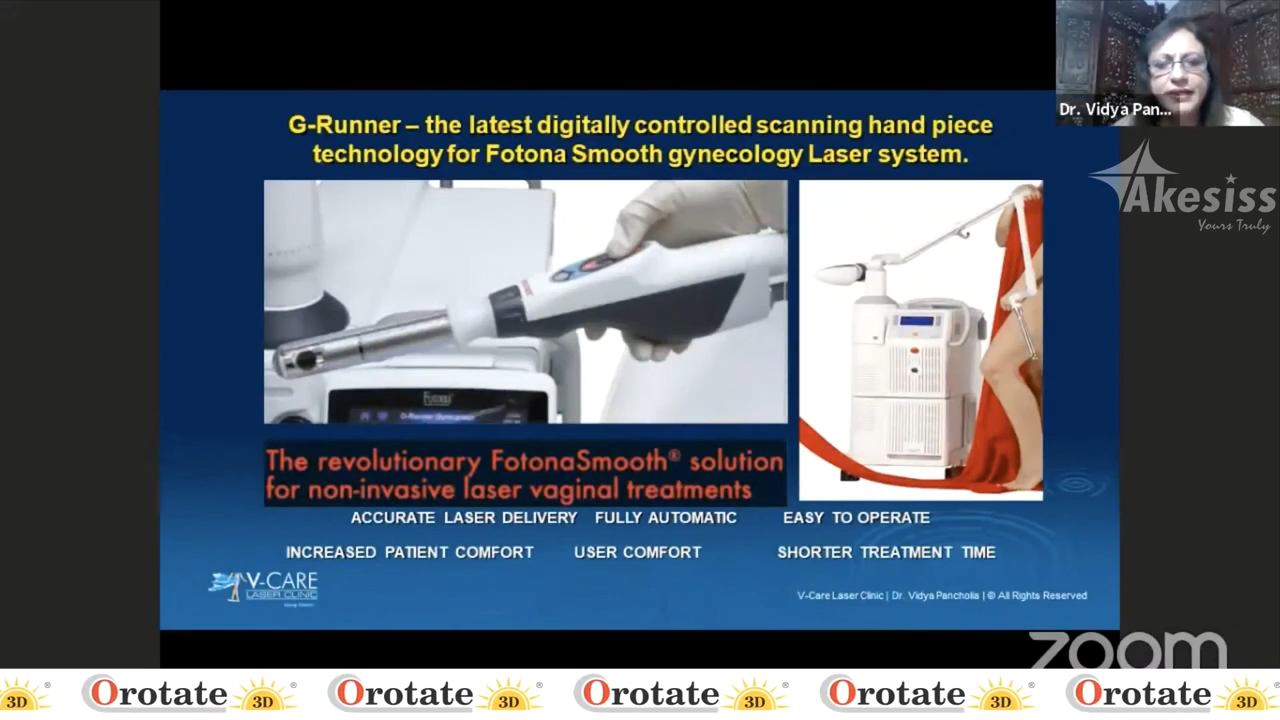 Dr. Vidya Pan...
Akesiss
Yours Truly
G-Runner – the latest digitally controlled scanning hand piece
technology for Fotona Smooth gynecology Laser system.
Fotona
G-Runner
The revolutionary FotonaSmooth® solution
for non-invasive laser vaginal treatments
ACCURATE LASER DELIVERY FULLY AUTOMATIC EASY TO OPERATE
INCREASED PATIENT COMFORT USER COMFORT SHORTER TREATMENT TIME
V-CARE
LASER CLINIC
V-Care Laser Clinic | Dr. Vidya Pancholia | © All Rights Reserved
zoom
3D ® Orotate 3D ® Orotate 3D ® Orotate 3D ® Orotate 3D ® Orotate 3D ®